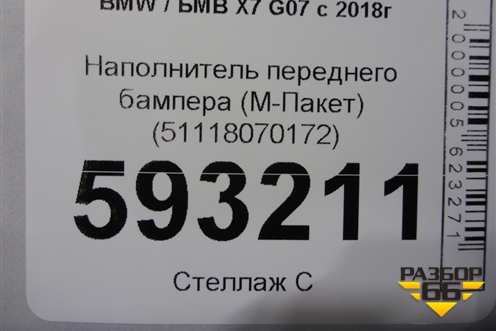 BMW / БМВ X7 G07 с 2018г
Наполнитель переднего
бампера (М-Пакет)
(51118070172)
593211
Стеллаж С
2000005623271
РАЗБОР
66